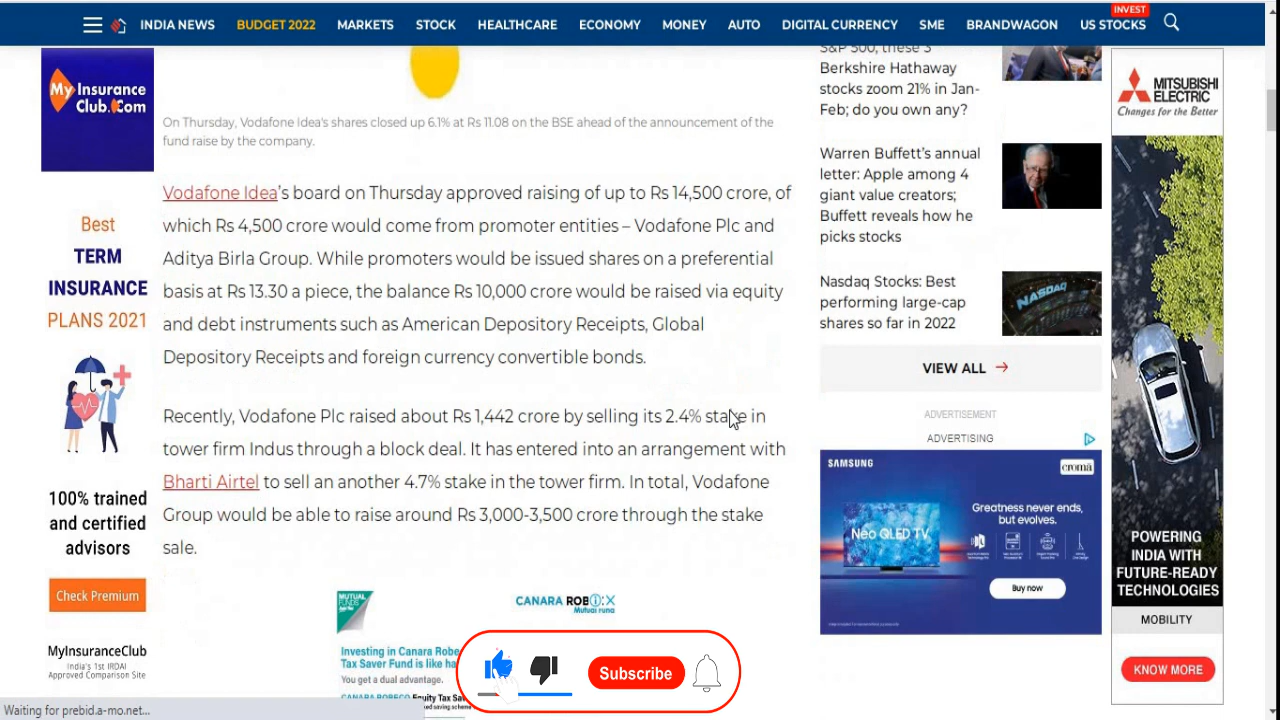 INDIA NEWS BUDGET 2022 MARKETS STOCK HEALTHCARE ECONOMY MONEY AUTO DIGITAL CURRENCY SME BRANDWAGON US STOCKS
INVEST
My Insurance
Club.Com
Best
TERM
INSURANCE
PLANS 2021
100% trained
and certified
advisors
Check Premium
MyInsuranceClub
India's 1st IRDAI
Approved Comparison Site
On Thursday, Vodafone Idea's shares closed up 6.1% at Rs 11.08 on the BSE ahead of the announcement of the
fund raise by the company.
Vodafone Idea's board on Thursday approved raising of up to Rs 14,500 crore, of
which Rs 4,500 crore would come from promoter entities – Vodafone Plc and
Aditya Birla Group. While promoters would be issued shares on a preferential
basis at Rs 13.30 a piece, the balance Rs 10,000 crore would be raised via equity
and debt instruments such as American Depository Receipts, Global
Depository Receipts and foreign currency convertible bonds.
Recently, Vodafone Plc raised about Rs 1,442 crore by selling its 2.4% stake in
tower firm Indus through a block deal. It has entered into an arrangement with
Bharti Airtel to sell an another 4.7% stake in the tower firm. In total, Vodafone
Group would be able to raise around Rs 3,000-3,500 crore through the stake
sale.
MUTUAL
FUNDS
CANARA ROB
Mutual Fund
Investing in Canara Robe
Tax Saver Fund is like ha
You get a dual advantage.
CANARA ROBECO Equity Tax Sa
Subscribe
S&P 500, these 3
Berkshire Hathaway
stocks zoom 21% in Jan-
Feb; do you own any?
Warren Buffett's annual
letter: Apple among 4
giant value creators;
Buffett reveals how he
picks stocks
Nasdaq Stocks: Best
performing large-cap
shares so far in 2022
NASDAQ
VIEW ALL
ADVERTISEMENT
ADVERTISING
SAMSUNG
croma
Neo QLED TV
Greatness never ends,
but evolves.
Buy now
MITSUBISHI
ELECTRIC
Changes for the Better
POWERING
INDIA WITH
FUTURE-READY
TECHNOLOGIES
MOBILITY
KNOW MORE
Waiting for prebid.a-mo.net...